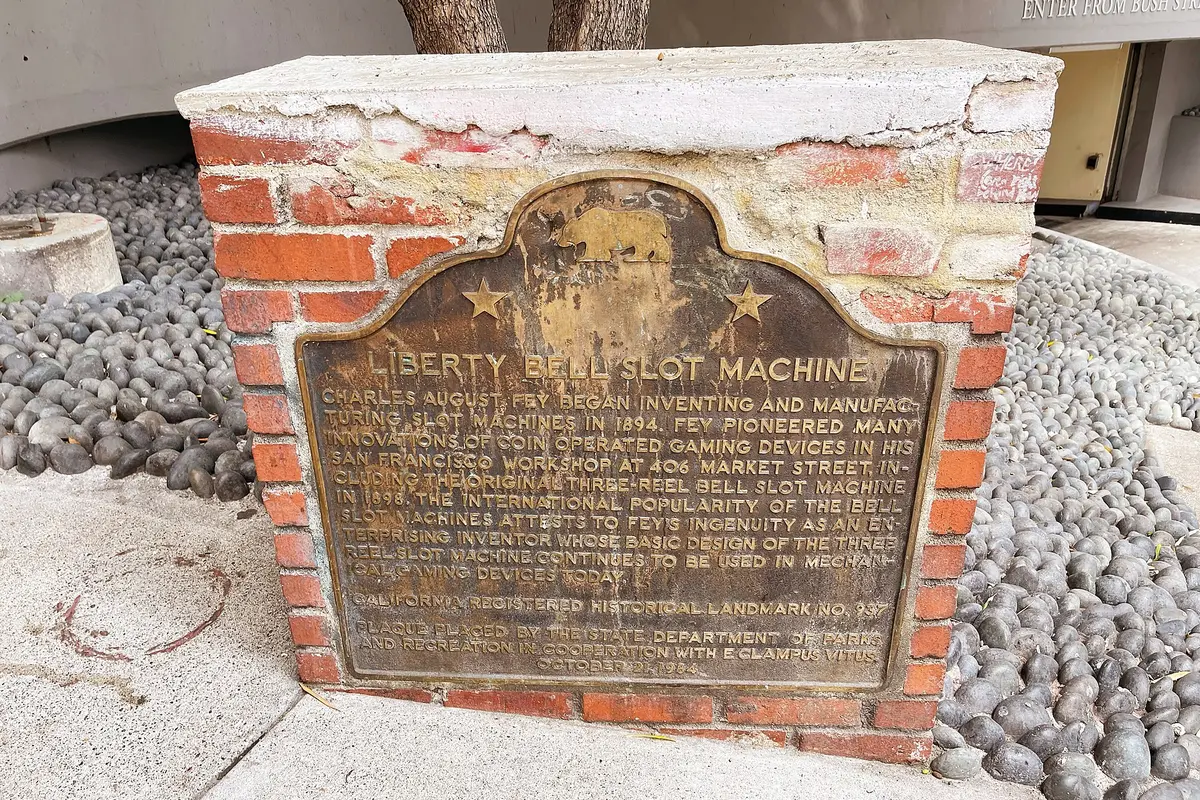 ENTER FROM BUSH STR
HERE
LIBERTY BELL SLOT MACHINE
CHARLES AUGUST FEY BEGAN INVENTING AND MANUFAC-
TURING SLOT MACHINES IN 1894. FEY PIONEERED MANY
INNOVATIONS OF COIN OPERATED GAMING DEVICES IN HIS
SAN FRANCISCO WORKSHOP AT 406 MARKET STREET, IN-
CLUDING THE ORIGINAL THREE-REEL BELL SLOT MACHINE
IN 1898. THE INTERNATIONAL POPULARITY OF THE BELL
SLOT MACHINES ATTESTS TO FEY'S INGENUITY AS AN EN-
TERPRISING INVENTOR WHOSE BASIC DESIGN OF THE THREE
REEL SLOT MACHINE CONTINUES TO BE USED IN MECHAN-
ICAL GAMING DEVICES TODAY.
CALIFORNIA REGISTERED HISTORICAL LANDMARK NO. 937
PLAQUE PLACED BY THE STATE DEPARTMENT OF PARKS
AND RECREATION IN COOPERATION WITH E CLAMPUS VITUS,
OCTOBER 21, 1984.